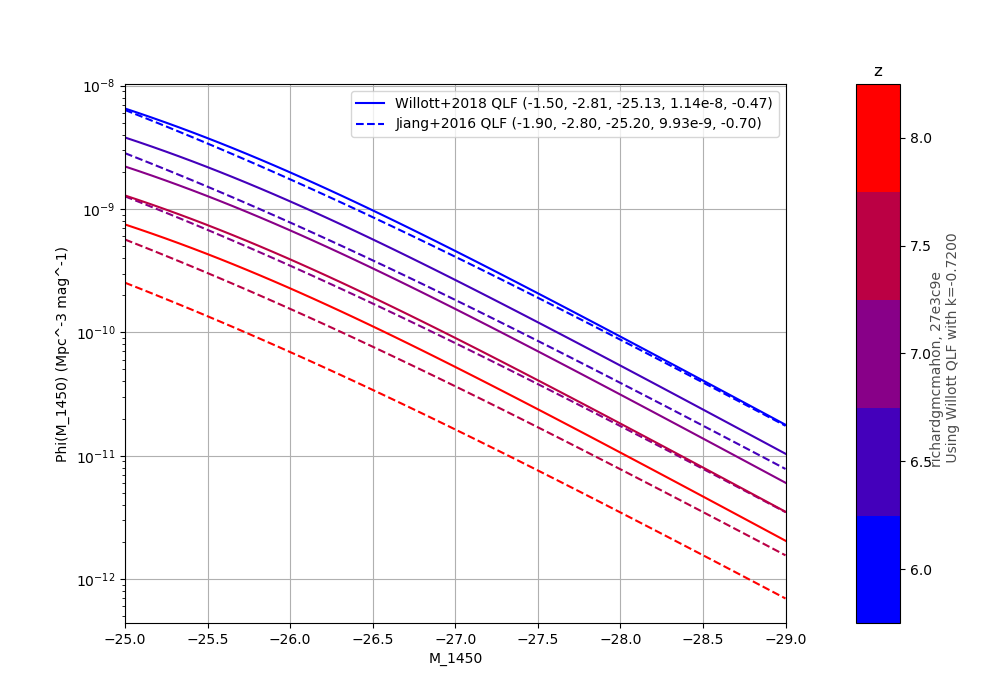 z
Willott+2018 QLF (-1.50, -2.81, -25.13, 1.14e-8, -0.47)
Jiang+2016 QLF (-1.90, -2.80, -25.20, 9.93e-9, -0.70)
10⁻⁸
10⁻⁹
10⁻¹⁰
10⁻¹¹
10⁻¹²
Phi(M_1450) (Mpc^-3 mag^-1)
−25.0 −25.5 −26.0 −26.5 −27.0 −27.5 −28.0 −28.5 −29.0
M_1450
8.0
7.5
7.0
6.5
6.0
richardgmcmahon, 27e3c9e
Using Willott QLF with k=-0.7200